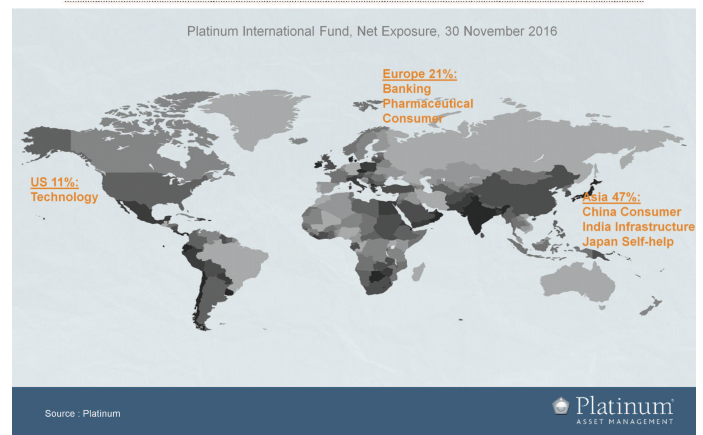 Platinum International Fund, Net Exposure, 30 November 2016
Europe 21%:
Banking
Pharmaceutical
Consumer
US 11%:
Technology
Asia 47%:
China Consumer
India Infrastructure
Japan Self-help
Source : Platinum
Platinum®
ASSET MANAGEMENT